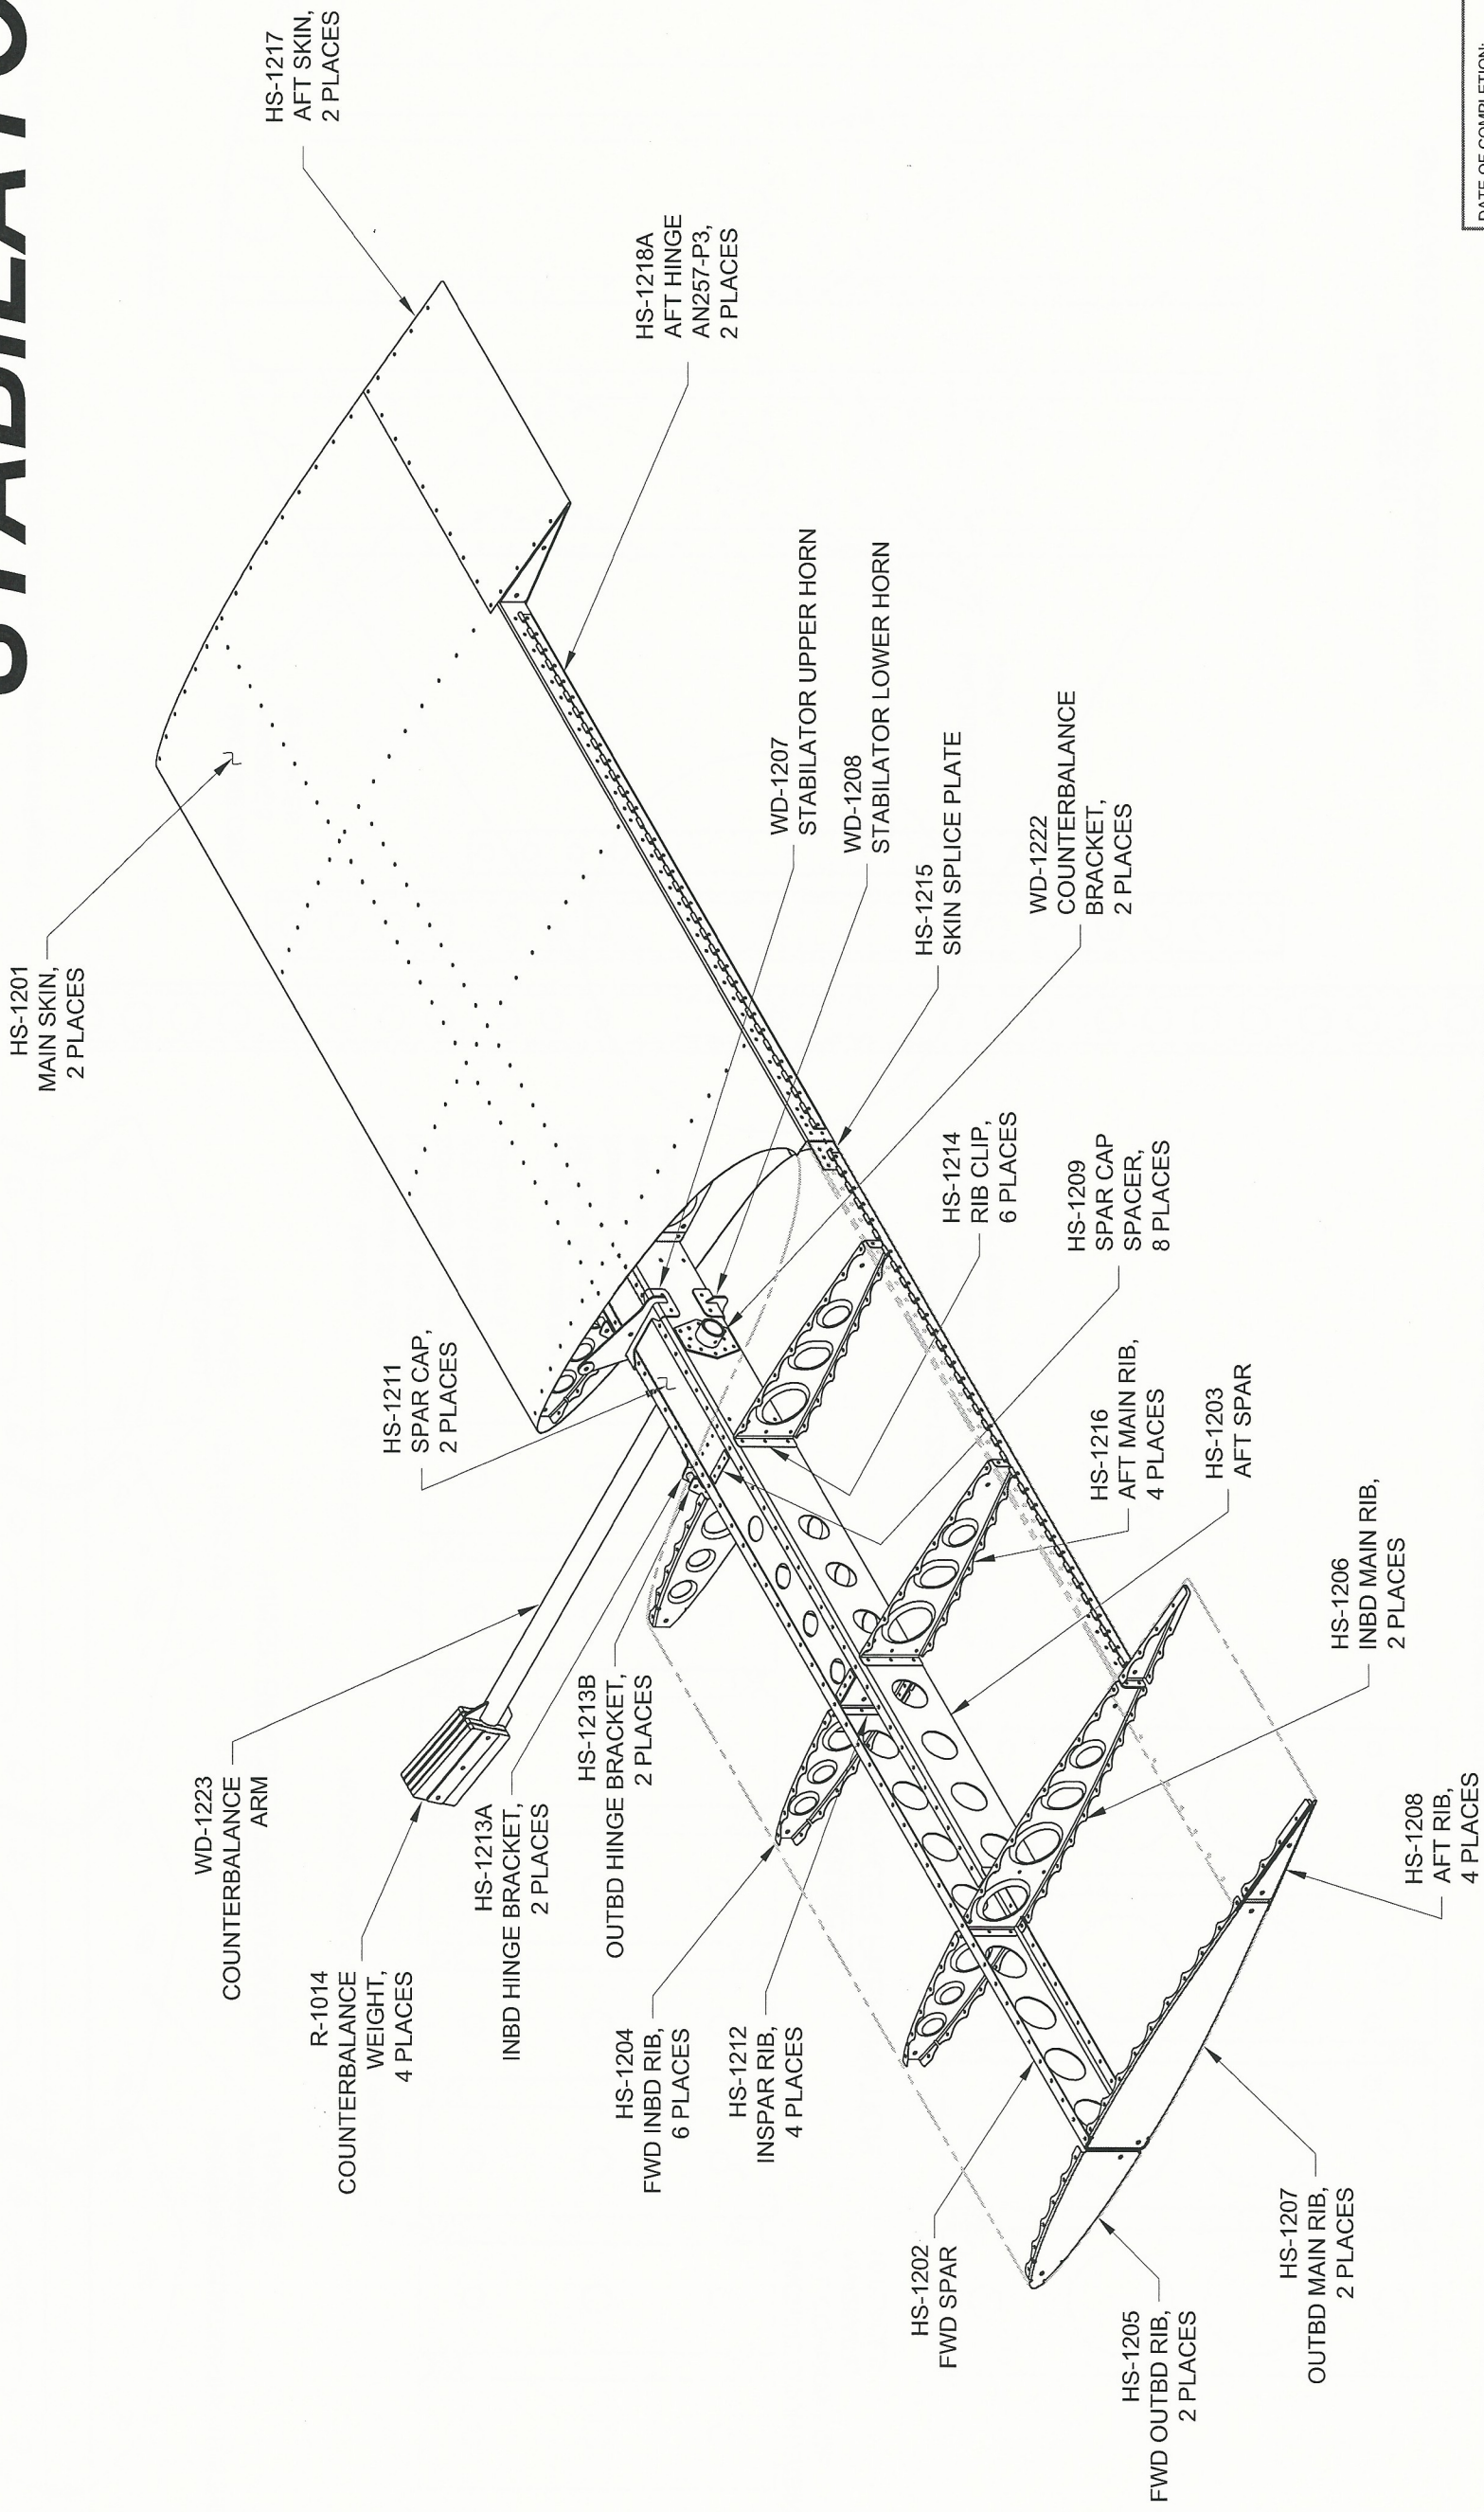 HS-1201
MAIN SKIN,
2 PLACES
HS-1217
AFT SKIN,
2 PLACES
HS-1218A
AFT HINGE
AN257-P3,
2 PLACES
WD-1207
STABILATOR UPPER HORN
WD-1208
STABILATOR LOWER HORN
HS-1215
SKIN SPLICE PLATE
WD-1222
COUNTERBALANCE
BRACKET,
2 PLACES
HS-1214
RIB CLIP,
6 PLACES
HS-1209
SPAR CAP
SPACER,
8 PLACES
HS-1211
SPAR CAP,
2 PLACES
HS-1216
AFT MAIN RIB,
4 PLACES
HS-1203
AFT SPAR
HS-1206
INBD MAIN RIB,
2 PLACES
WD-1223
COUNTERBALANCE
ARM
R-1014
COUNTERBALANCE
WEIGHT,
4 PLACES
HS-1213A
INBD HINGE BRACKET,
2 PLACES
HS-1213B
OUTBD HINGE BRACKET,
2 PLACES
HS-1204
FWD INBD RIB,
6 PLACES
HS-1212
INSPAR RIB,
4 PLACES
HS-1202
FWD SPAR
HS-1205
FWD OUTBD RIB,
2 PLACES
HS-1207
OUTBD MAIN RIB,
2 PLACES
HS-1208
AFT RIB,
4 PLACES
DATE OF COMPLETION: